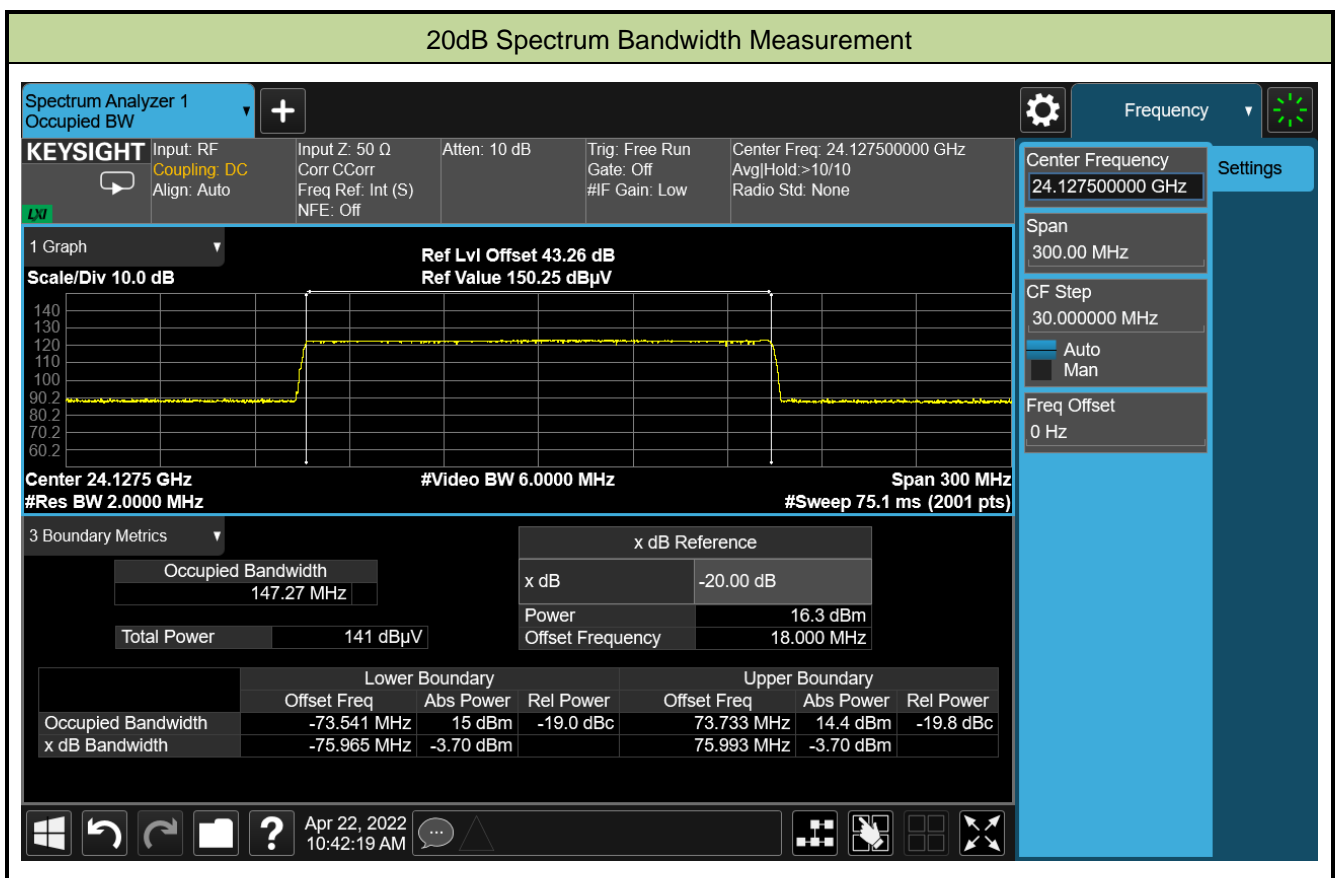 20dB Spectrum Bandwidth Measurement
Spectrum Analyzer 1
Occupied BW
Frequency
KEYSIGHT
LXI
Input: RF
Coupling: DC
Align: Auto
Input Z: 50 Ω
Corr CCorr
Freq Ref: Int (S)
NFE: Off
Atten: 10 dB
Trig: Free Run
Gate: Off
#IF Gain: Low
Center Freq: 24.127500000 GHz
Avg|Hold:>10/10
Radio Std: None
Center Frequency
24.127500000 GHz
Settings
Span
300.00 MHz
CF Step
30.000000 MHz
Auto
Man
Freq Offset
0 Hz
1 Graph
Scale/Div 10.0 dB
Ref Lvl Offset 43.26 dB
Ref Value 150.25 dBµV
140
130
120
110
100
90.2
80.2
70.2
60.2
Center 24.1275 GHz
#Video BW 6.0000 MHz
Span 300 MHz
#Res BW 2.0000 MHz
#Sweep 75.1 ms (2001 pts)
3 Boundary Metrics
Occupied Bandwidth
147.27 MHz
Total Power 141 dBµV
x dB Reference
x dB -20.00 dB
Power 16.3 dBm
Offset Frequency 18.000 MHz
Lower Boundary Upper Boundary
Offset Freq Abs Power Rel Power Offset Freq Abs Power Rel Power
Occupied Bandwidth -73.541 MHz 15 dBm -19.0 dBc 73.733 MHz 14.4 dBm -19.8 dBc
x dB Bandwidth -75.965 MHz -3.70 dBm 75.993 MHz -3.70 dBm
?
Apr 22, 2022
10:42:19 AM